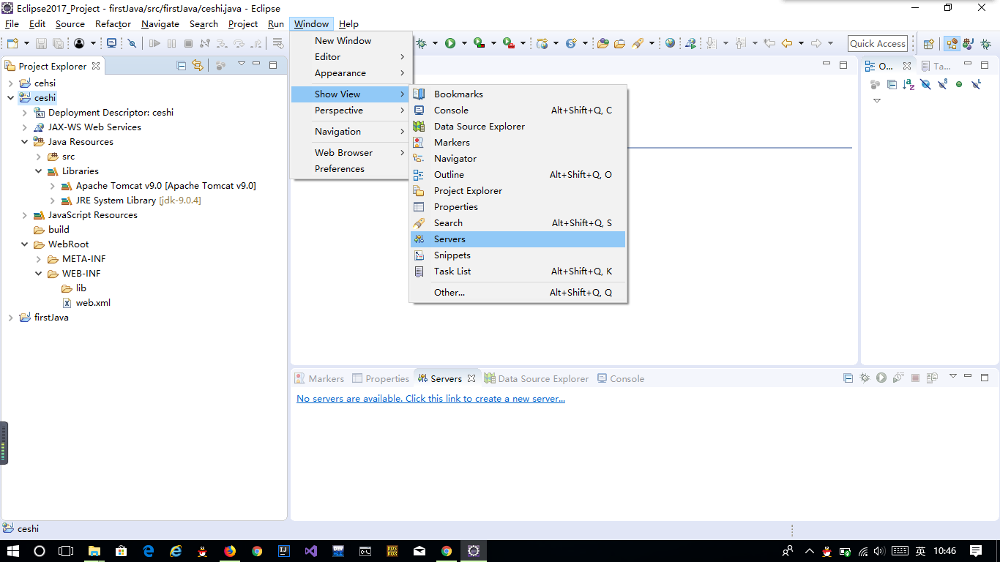 Eclipse2017_Project - firstJava/src/firstJava/ceshi.java - Eclipse
File Edit Source Refactor Navigate Search Project Run Window Help
Quick Access
Project Explorer
cehsi
ceshi
Deployment Descriptor: ceshi
JAX-WS Web Services
Java Resources
src
Libraries
Apache Tomcat v9.0 [Apache Tomcat v9.0]
JRE System Library [jdk-9.0.4]
JavaScript Resources
build
WebRoot
META-INF
WEB-INF
lib
web.xml
firstJava
New Window
Editor
Appearance
Show View
Perspective
Navigation
Web Browser
Preferences
Bookmarks
Console Alt+Shift+Q, C
Data Source Explorer
Markers
Navigator
Outline Alt+Shift+Q, O
Project Explorer
Properties
Search Alt+Shift+Q, S
Servers
Snippets
Task List Alt+Shift+Q, K
Other... Alt+Shift+Q, Q
O... Ta...
Markers Properties Servers Data Source Explorer Console
No servers are available. Click this link to create a new server...
ceshi
英 10:46